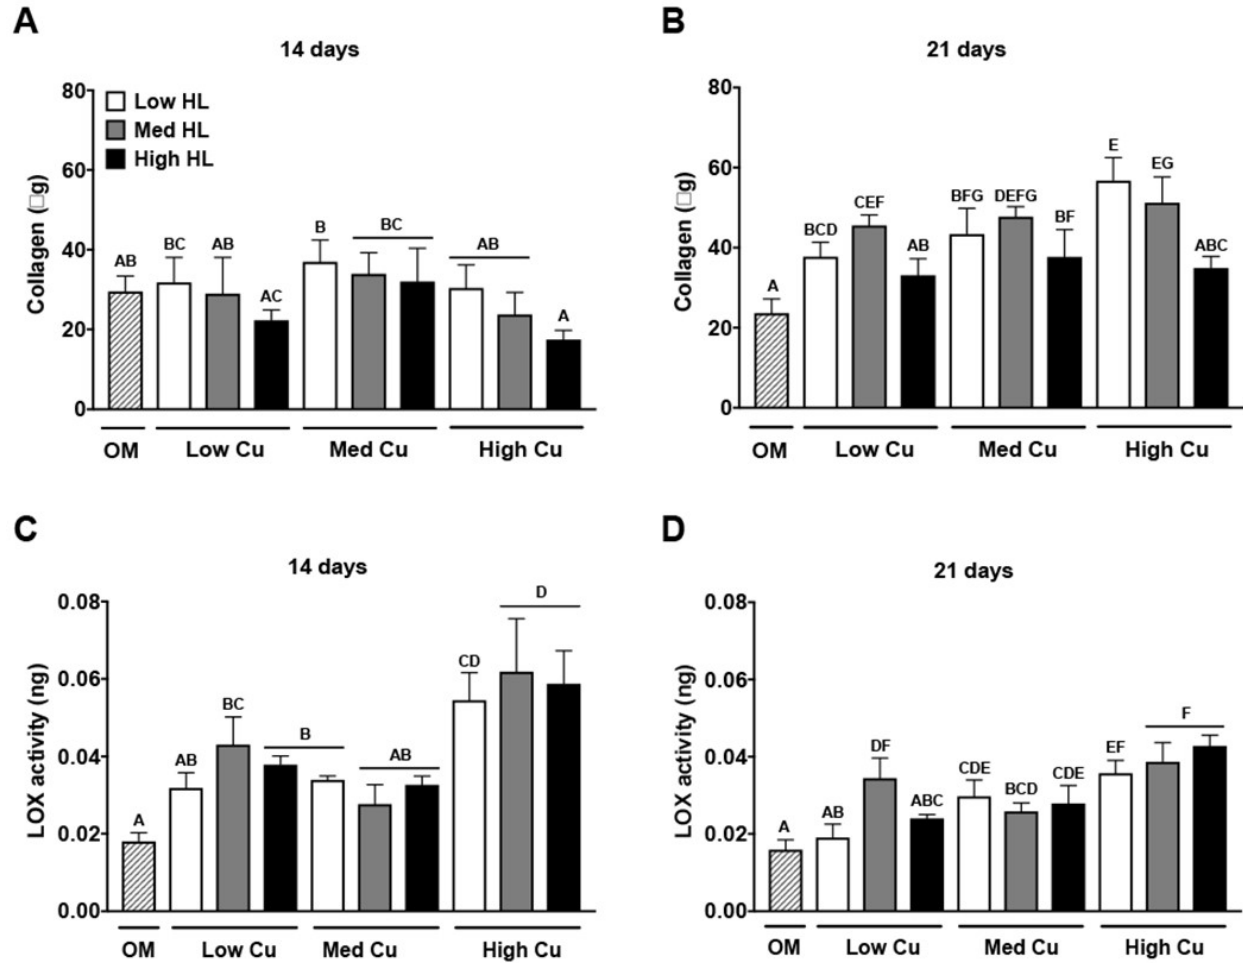 A
14 days
80
60
40
20
0
Collagen (□g)
Low HL
Med HL
High HL
AB
BC
AB
AC
B
BC
AB
A
OM
Low Cu
Med Cu
High Cu
B
21 days
80
60
40
20
0
Collagen (□g)
A
BCD
CEF
AB
BFG
DEFG
BF
E
EG
ABC
OM
Low Cu
Med Cu
High Cu
C
14 days
0.08
0.06
0.04
0.02
0.00
LOX activity (ng)
A
AB
BC
B
AB
CD
D
OM
Low Cu
Med Cu
High Cu
D
21 days
0.08
0.06
0.04
0.02
0.00
LOX activity (ng)
A
AB
DF
ABC
CDE
BCD
CDE
EF
F
OM
Low Cu
Med Cu
High Cu